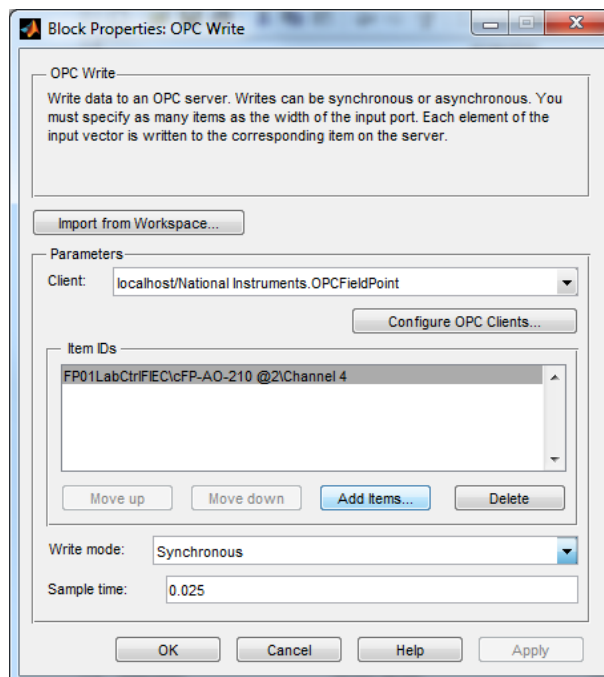 Block Properties: OPC Write
OPC Write
Write data to an OPC server. Writes can be synchronous or asynchronous. You
must specify as many items as the width of the input port. Each element of the
input vector is written to the corresponding item on the server.
Import from Workspace...
Parameters
Client: localhost/National Instruments.OPCFieldPoint
Configure OPC Clients...
Item IDs
FP01LabCtrlFIEC\cFP-AO-210 @2\Channel 4
Move up Move down Add Items... Delete
Write mode: Synchronous
Sample time: 0.025
OK Cancel Help Apply